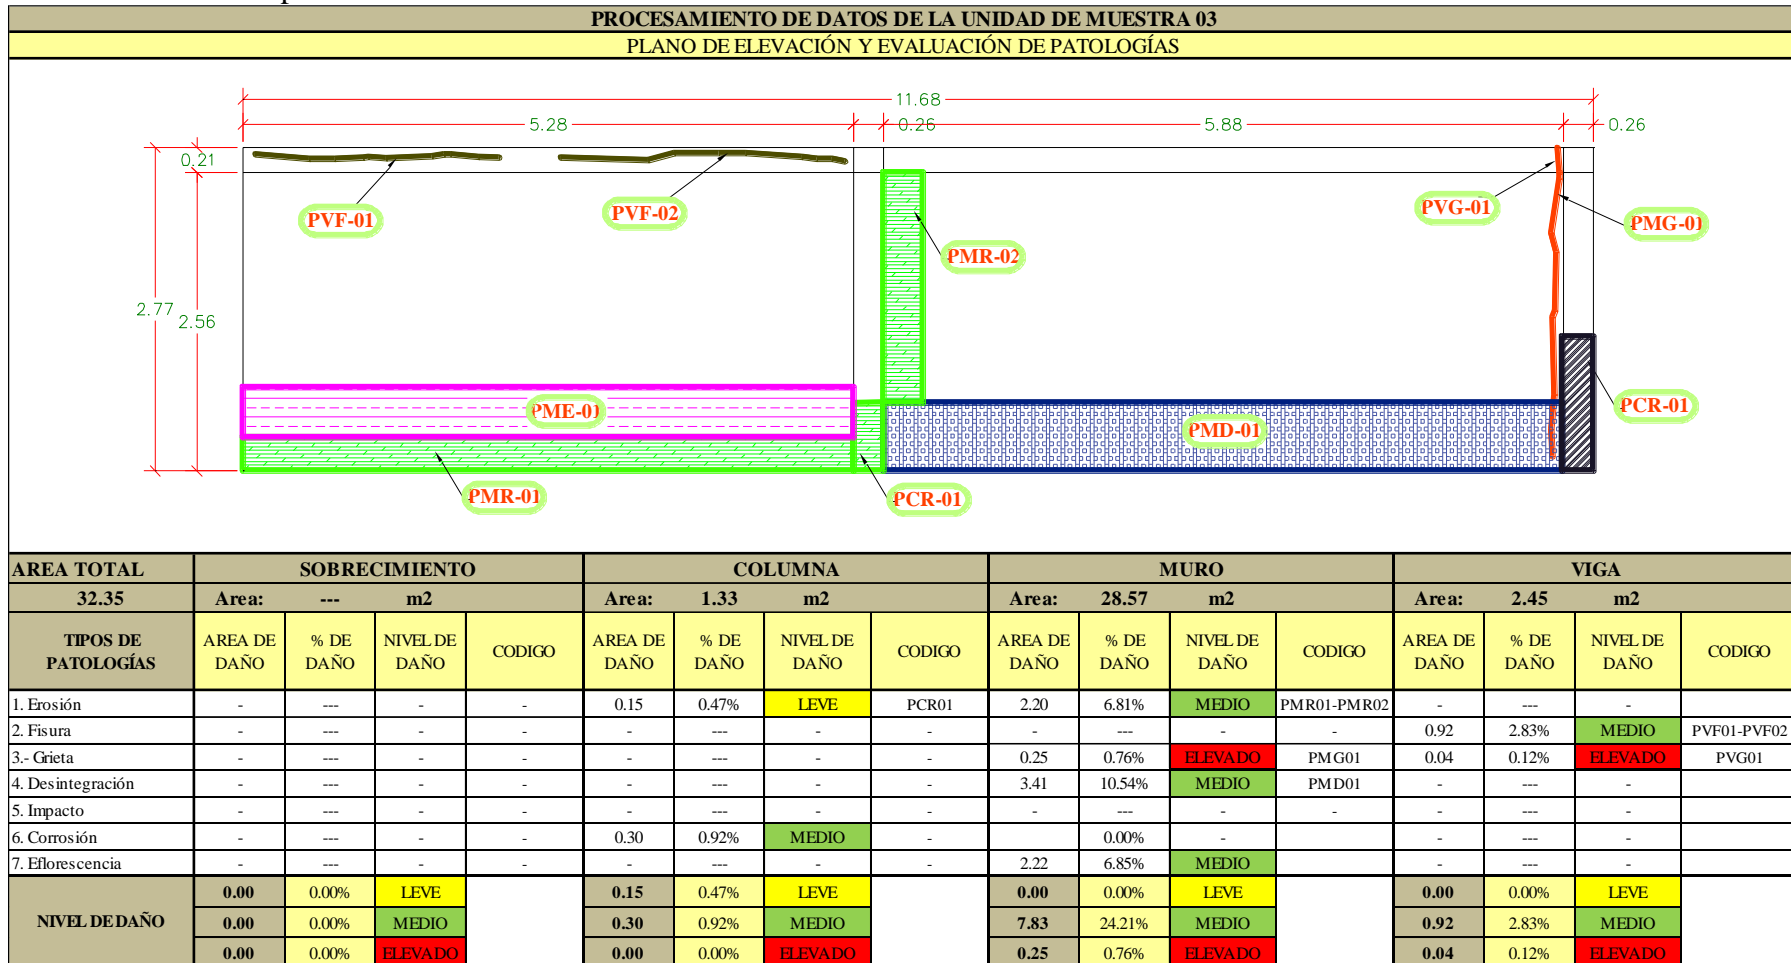 PROCESAMIENTO DE DATOS DE LA UNIDAD DE MUESTRA 03
PLANO DE ELEVACIÓN Y EVALUACIÓN DE PATOLOGÍAS
11.68
5.28 0.26 5.88 0.26
0.21
PVF-01 PVF-02 PVG-01 PMG-01
PMR-02
2.77 2.56
PME-01 PMD-01 PCR-01
PMR-01 PCR-01
AREA TOTAL SOBRECIMIENTO COLUMNA MURO VIGA
32.35 Area: --- m2 Area: 1.33 m2 Area: 28.57 m2 Area: 2.45 m2
TIPOS DE PATOLOGÍAS AREA DE DAÑO % DE DAÑO NIVEL DE DAÑO CODIGO AREA DE DAÑO % DE DAÑO NIVEL DE DAÑO CODIGO AREA DE DAÑO % DE DAÑO NIVEL DE DAÑO CODIGO AREA DE DAÑO % DE DAÑO NIVEL DE DAÑO CODIGO
1. Erosión - --- - - 0.15 0.47% LEVE PCR01 2.20 6.81% MEDIO PMR01-PMR02 - --- -
2. Fisura - --- - - - --- - - - --- - - 0.92 2.83% MEDIO PVF01-PVF02
3.- Grieta - --- - - - --- - - 0.25 0.76% ELEVADO PMG01 0.04 0.12% ELEVADO PVG01
4. Desintegración - --- - - - --- - - 3.41 10.54% MEDIO PMD01 - --- -
5. Impacto - --- - - - --- - - - --- - - - --- -
6. Corrosión - --- - - 0.30 0.92% MEDIO - 0.00% - - --- -
7. Eflorescencia - --- - - - --- - - 2.22 6.85% MEDIO - --- -
0.00 0.00% LEVE 0.15 0.47% LEVE 0.00 0.00% LEVE 0.00 0.00% LEVE
NIVEL DE DAÑO 0.00 0.00% MEDIO 0.30 0.92% MEDIO 7.83 24.21% MEDIO 0.92 2.83% MEDIO
0.00 0.00% ELEVADO 0.00 0.00% ELEVADO 0.25 0.76% ELEVADO 0.04 0.12% ELEVADO